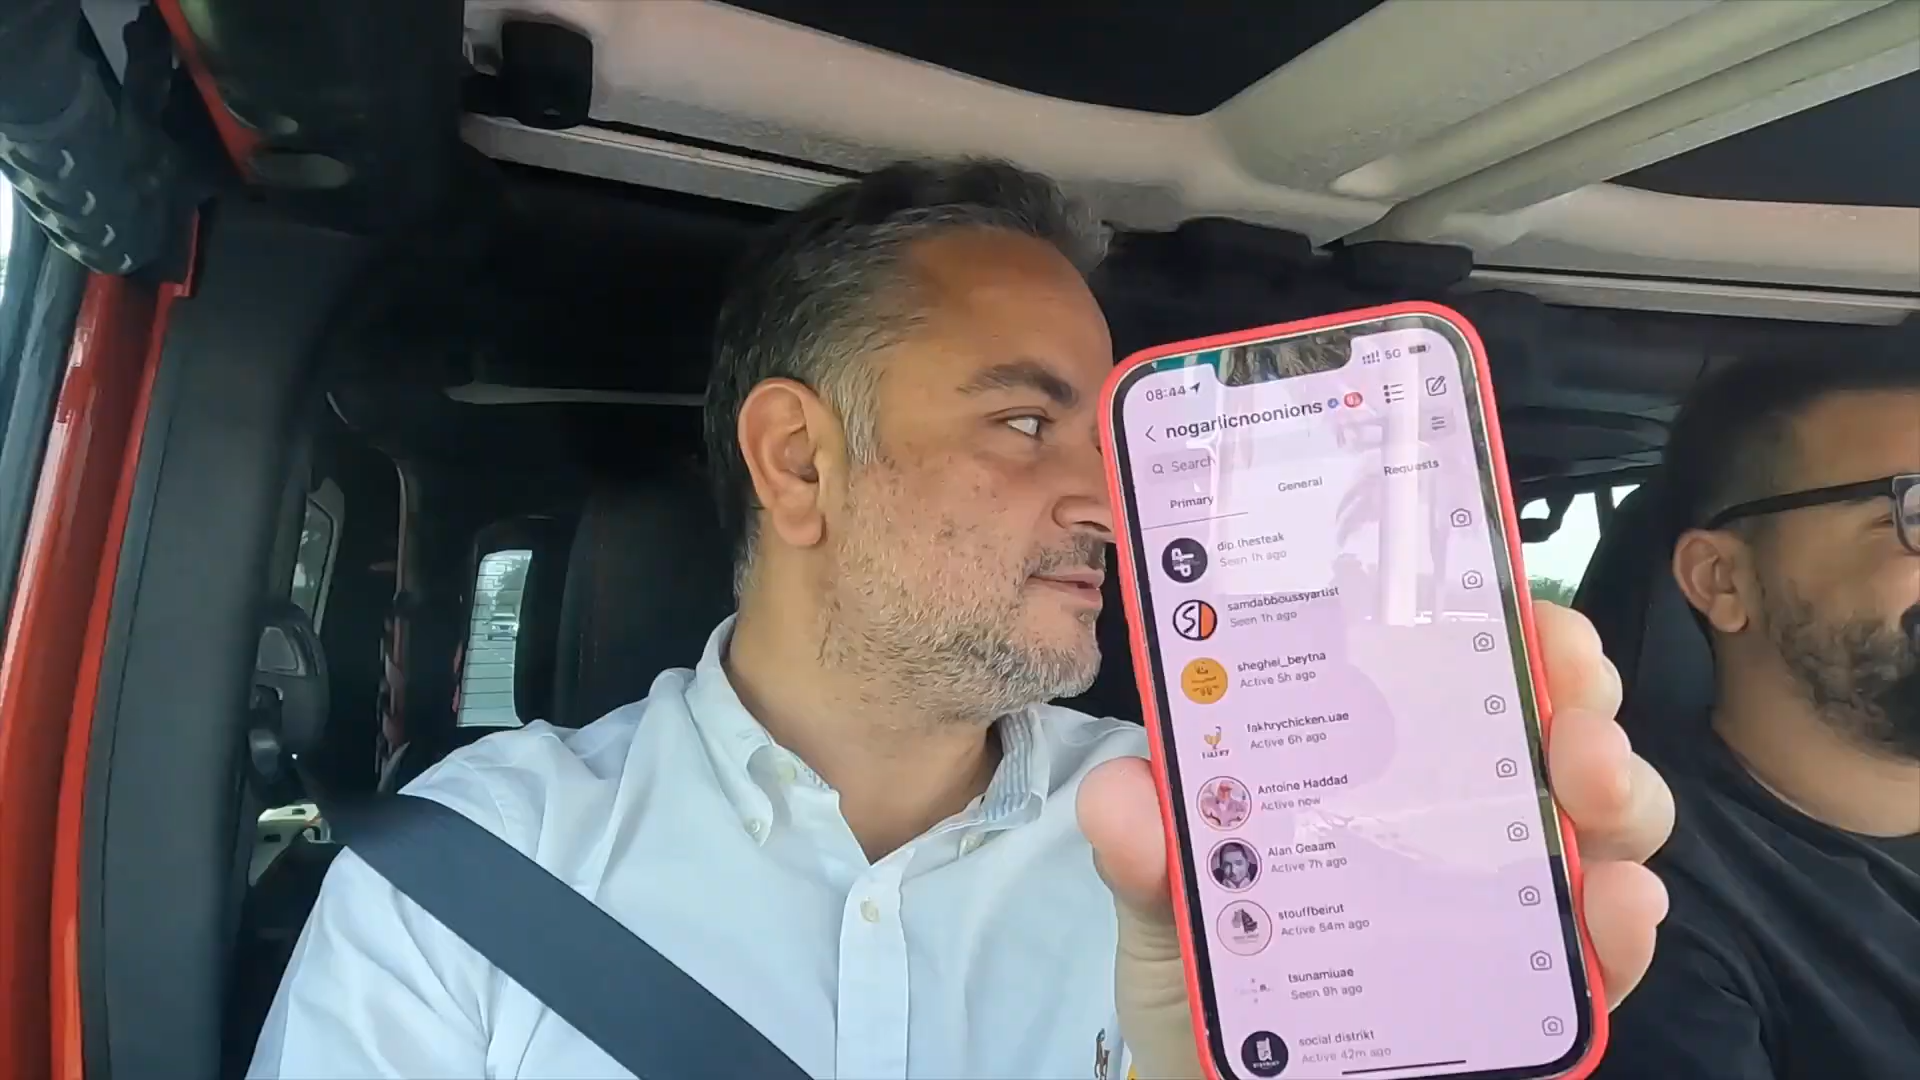 08:44
5G
nogarlicnoonions
Search
Primary
General
Requests
dip.thesteak
Seen 1h ago
samdabboussyartist
Seen 1h ago
sheghel_beytna
Active 5h ago
fakhrychicken.uae
Active 6h ago
Antoine Haddad
Active now
Alan Geaam
Active 7h ago
stouffbeirut
Active 54m ago
tsunamiuae
Seen 9h ago
social distrikt
Active 42m ago